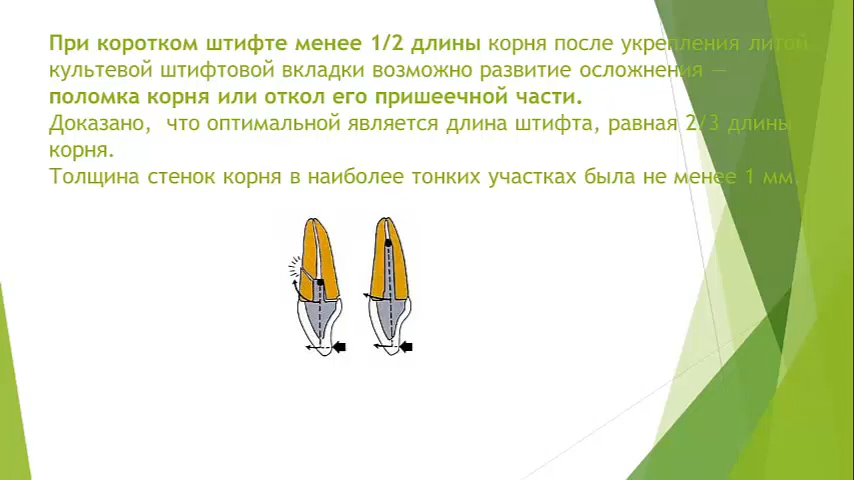 При коротком штифте менее 1/2 длины корня после укрепления литой
культевой штифтовой вкладки возможно развитие осложнения —
поломка корня или откол его пришеечной части.
Доказано, что оптимальной является длина штифта, равная 2/3 длины
корня.
Толщина стенок корня в наиболее тонких участках была не менее 1 мм.